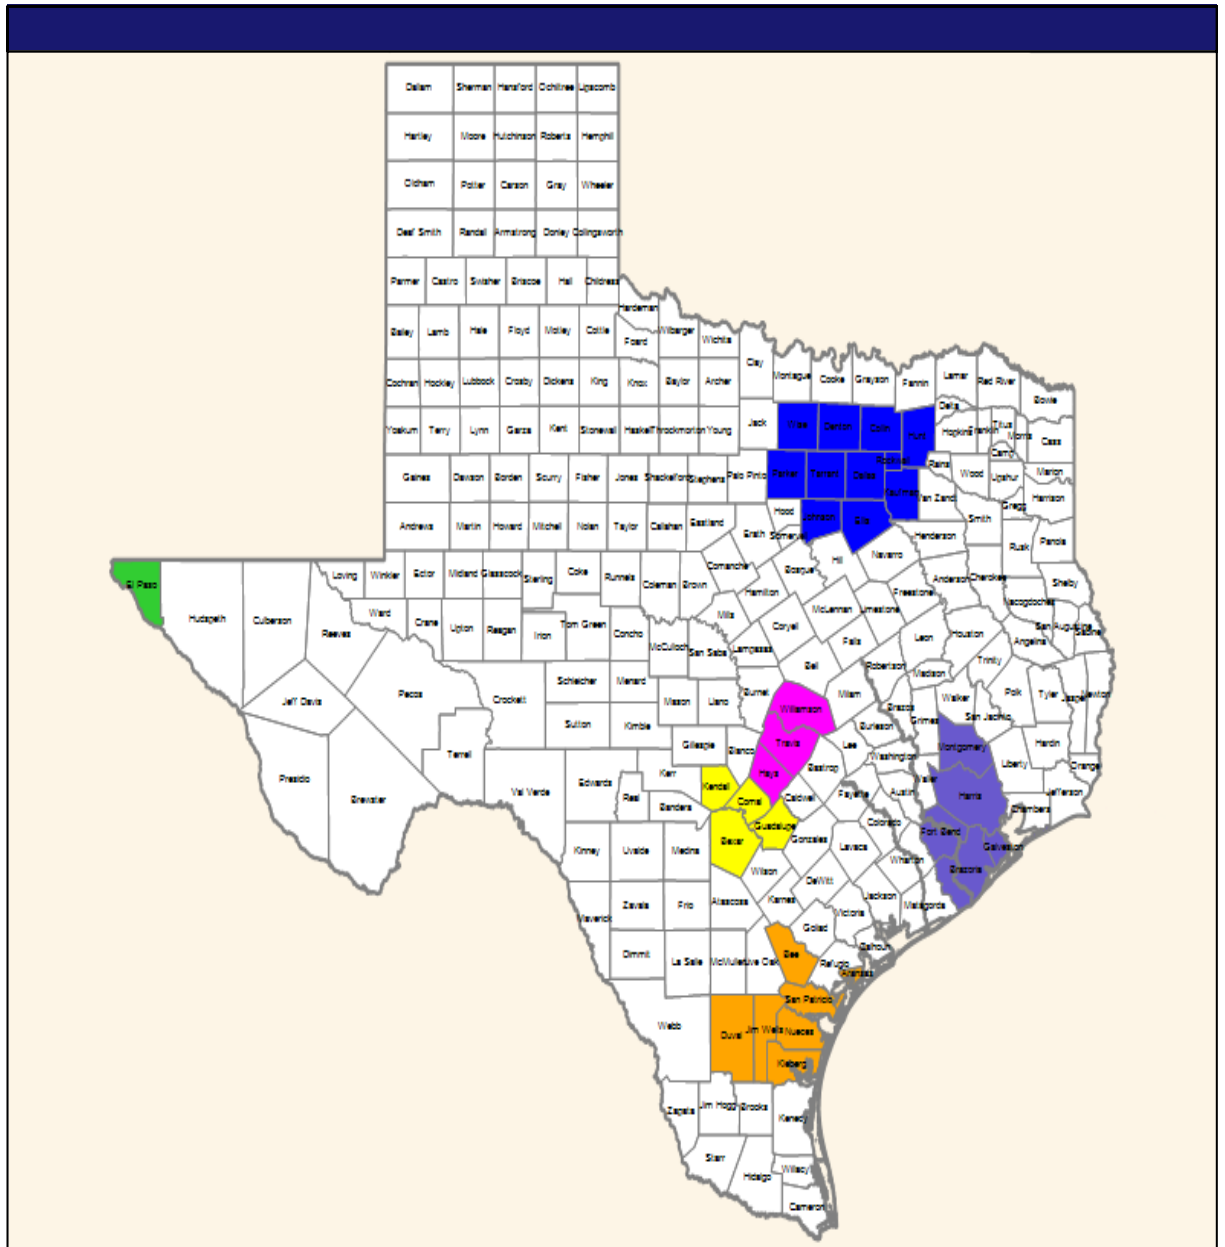 Dallam Sherman Hansford Ochiltree Lipscomb
Hartley Moore Hutchinson Roberts Hemphill
Oldham Potter Carson Gray Wheeler
Deaf Smith Randall Armstrong Donley Collingsworth
Parmer Castro Swisher Briscoe Hall Childress
Hardeman
Bailey Lamb Hale Floyd Motley Cottle Foard Wilbarger Wichita
Clay Montague Cooke Grayson Fannin Lamar Red River Bowie
Cochran Hockley Lubbock Crosby Dickens King Knox Baylor Archer
Delta
Yoakum Terry Lynn Garza Kent Stonewall Haskell Throckmorton Young Jack Wise Denton Collin Hunt Hopkins Franklin Titus Morris Cass
Camp
Gaines Dawson Borden Scurry Fisher Jones Shackelford Stephens Palo Pinto Parker Tarrant Dallas Rockwall Rains Wood Upshur Marion
Kaufman Van Zandt Gregg Harrison
Andrews Martin Howard Mitchell Nolan Taylor Callahan Eastland Erath Hood Somervell Johnson Ellis Henderson Smith Rusk Panola
El Paso Hudspeth Culberson Reeves Loving Winkler Ector Midland Glasscock Sterling Coke Runnels Coleman Brown Comanche Bosque Hill Navarro Anderson Cherokee Shelby
Hamilton Freestone Nacogdoches
Ward Crane Upton Reagan Irion Tom Green Concho Mills McLennan Limestone San Augustine Sabine
McCulloch San Saba Lampasas Coryell Falls Leon Houston Angelina
Jeff Davis Pecos Crockett Schleicher Menard Bell Robertson Madison Trinity
Mason Llano Burnet Williamson Milam Brazos Grimes Walker San Jacinto Polk Tyler Jasper Newton
Terrell Sutton Kimble Gillespie Blanco Travis Lee Burleson Washington Montgomery Liberty Hardin Orange
Presidio Brewster Val Verde Edwards Kerr Real Bandera Kendall Hays Bastrop Waller Harris Chambers Jefferson
Comal Caldwell Fayette Austin
Kinney Uvalde Medina Bexar Guadalupe Gonzales Lavaca Colorado Fort Bend Galveston
Wilson Wharton Brazoria
Maverick Zavala Frio Atascosa Karnes DeWitt Jackson Matagorda
Victoria Goliad
Dimmit La Salle McMullen Live Oak Bee Refugio Calhoun
Aransas
San Patricio
Webb Duval Jim Wells Nueces
Kleberg
Zapata Jim Hogg Brooks Kenedy
Starr Hidalgo Willacy
Cameron